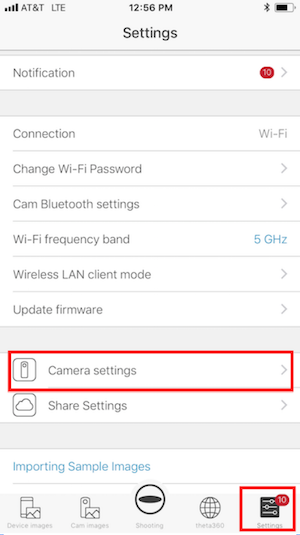 AT&T LTE 12:56 PM
Settings
Notification 10
Connection Wi-Fi
Change Wi-Fi Password
Cam Bluetooth settings
Wi-Fi frequency band 5 GHz
Wireless LAN client mode
Update firmware
Camera settings
Share Settings
Importing Sample Images
10
Device images Cam images Shooting theta360 Settings